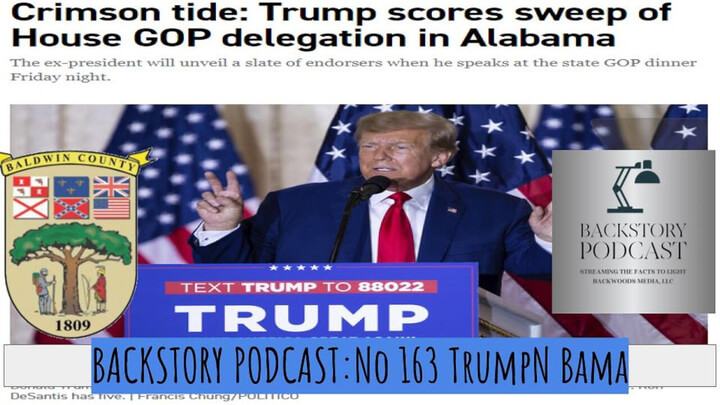 Crimson tide: Trump scores sweep of
House GOP delegation in Alabama
The ex-president will unveil a slate of endorsers when he speaks at the state GOP dinner
Friday night.
BALDWIN COUNTY
1809
TEXT TRUMP TO 88022
TRUMP
BACKSTORY
PODCAST
STREAMING THE FACTS TO LIGHT
BACKWOODS MEDIA, LLC
BACKSTORY PODCAST:No 163 TrumpN Bama
DeSantis has five. | Francis Chung/POLITICO